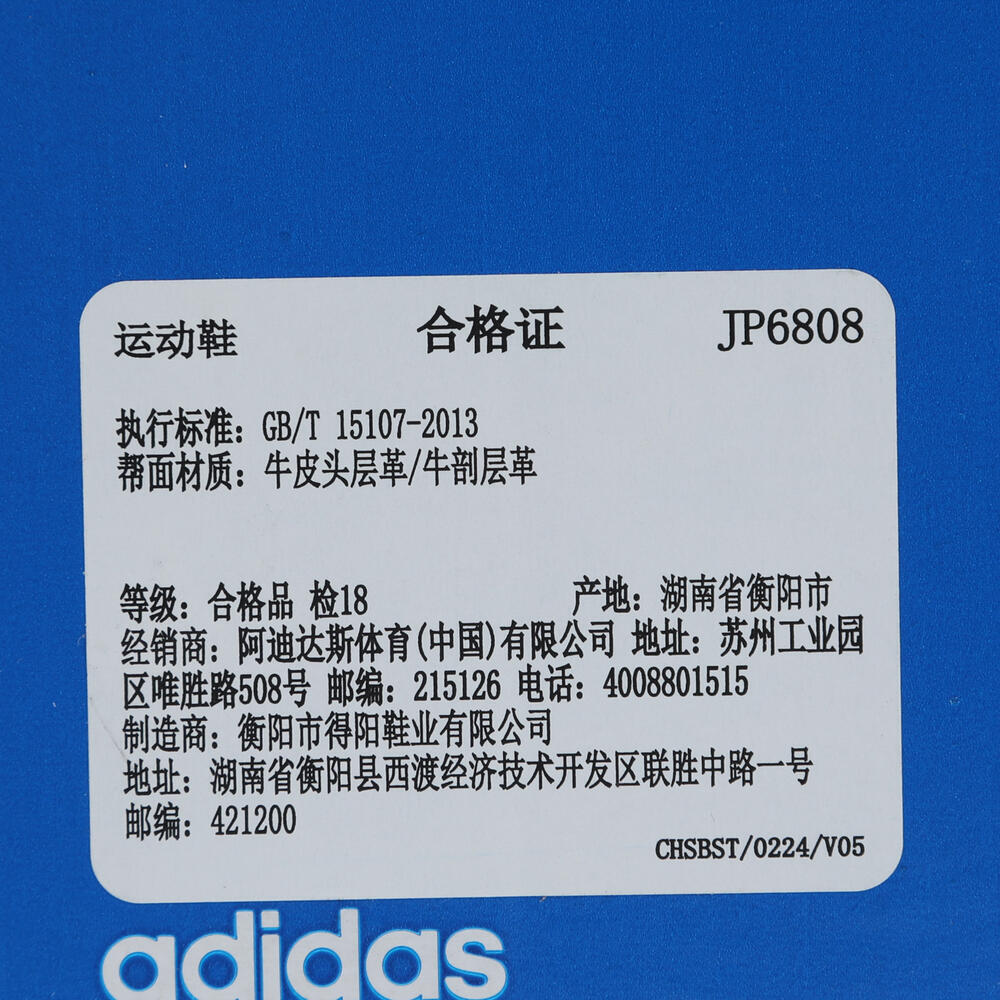 运动鞋 合格证 JP6808
执行标准：GB/T 15107-2013
帮面材质：牛皮头层革/牛剖层革
等级：合格品 检18 产地：湖南省衡阳市
经销商：阿迪达斯体育(中国)有限公司 地址：苏州工业园
区唯胜路508号 邮编：215126 电话：4008801515
制造商：衡阳市得阳鞋业有限公司
地址：湖南省衡阳县西渡经济技术开发区联胜中路一号
邮编：421200
CHSBST/0224/V05
adidas